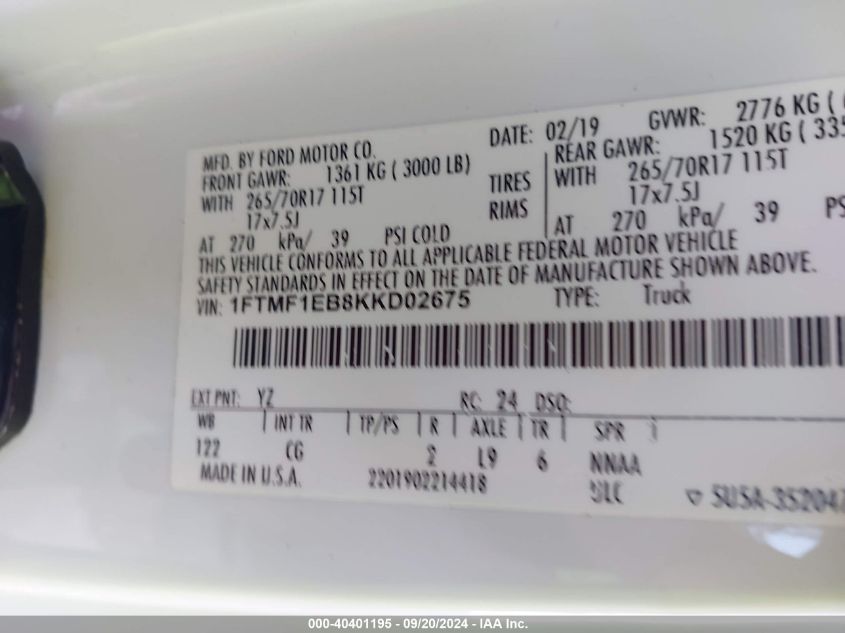 MFD. BY FORD MOTOR CO. DATE: 02/19 GVWR: 2776 KG (
FRONT GAWR: 1361 KG ( 3000 LB) REAR GAWR: 1520 KG ( 335
WITH 265/70R17 115T TIRES WITH 265/70R17 115T
17x7.5J RIMS 17x7.5J
AT 270 kPa/ 39 PSI COLD AT 270 kPa/ 39 PS
THIS VEHICLE CONFORMS TO ALL APPLICABLE FEDERAL MOTOR VEHICLE
SAFETY STANDARDS IN EFFECT ON THE DATE OF MANUFACTURE SHOWN ABOVE.
VIN: 1FTMF1EB8KKD02675 TYPE: Truck
EXT PNT: YZ RC: 24 DSO:
WB INT TR TP/PS R AXLE TR SPR
122 CG 2 L9 6 NNAA
MADE IN U.S.A. 2201902214418
000-40401195 - 09/20/2024 - IAA Inc.